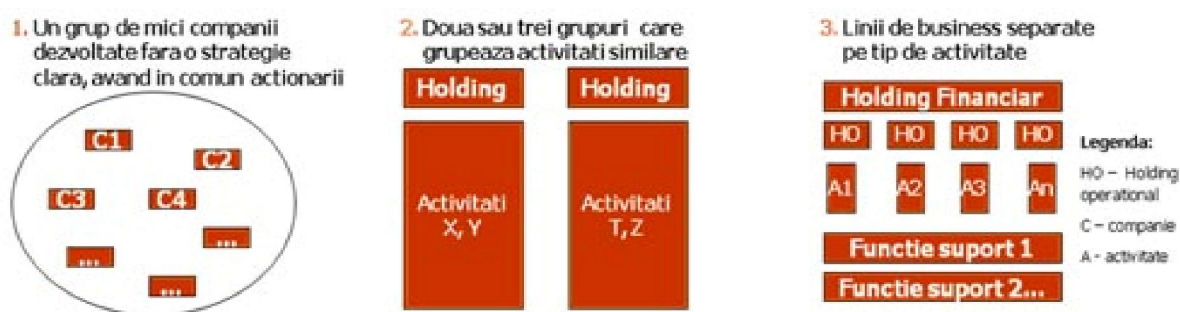 1. Un grup de mici companii
dezvoltate fara o strategie
clara, avand in comun actionarii
C1
C2
C3
C4
...
...
...
2. Doua sau trei grupuri care
grupeaza activitati similare
Holding
Holding
Activitati
X, Y
Activitati
T, Z
3. Linii de business separate
pe tip de activitate
Holding Financiar
HO
HO
HO
HO
A1
A2
A3
An
Functie suport 1
Functie suport 2...
Legenda:
HO - Holding
operational
C - companie
A - activitate